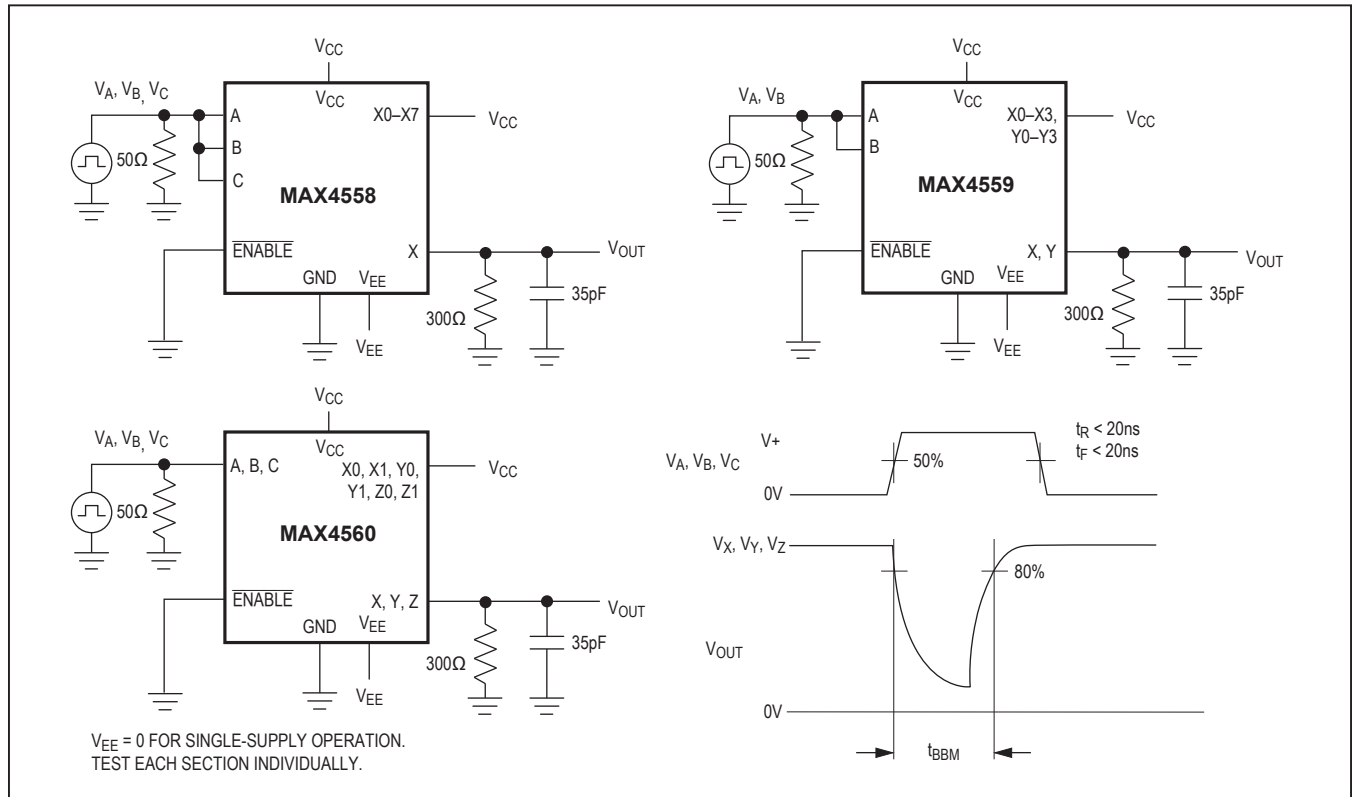 VCC
VA, VB, VC
VCC
A
X0–X7
VCC
50Ω
B
C
MAX4558
ENABLE
X
VOUT
GND
VEE
35pF
300Ω
VEE
VCC
VA, VB
VCC
A
X0–X3,
Y0–Y3
VCC
50Ω
B
MAX4559
ENABLE
X, Y
VOUT
GND
VEE
35pF
300Ω
VEE
VCC
VA, VB, VC
VCC
A, B, C
X0, X1, Y0,
Y1, Z0, Z1
VCC
50Ω
MAX4560
ENABLE
X, Y, Z
VOUT
GND
VEE
35pF
300Ω
VEE
VEE = 0 FOR SINGLE-SUPPLY OPERATION.
TEST EACH SECTION INDIVIDUALLY.
V+
tR < 20ns
tF < 20ns
VA, VB, VC
50%
0V
VX, VY, VZ
80%
VOUT
0V
tBBM